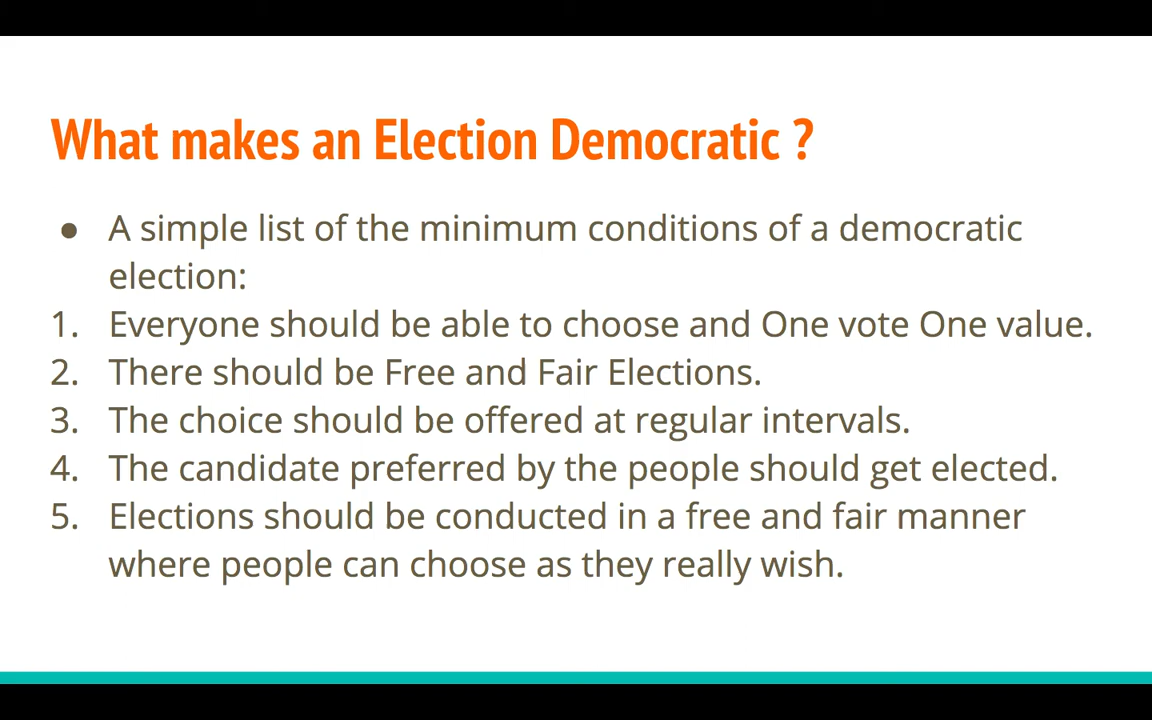 What makes an Election Democratic ?
● A simple list of the minimum conditions of a democratic
election:
1. Everyone should be able to choose and One vote One value.
2. There should be Free and Fair Elections.
3. The choice should be offered at regular intervals.
4. The candidate preferred by the people should get elected.
5. Elections should be conducted in a free and fair manner
where people can choose as they really wish.